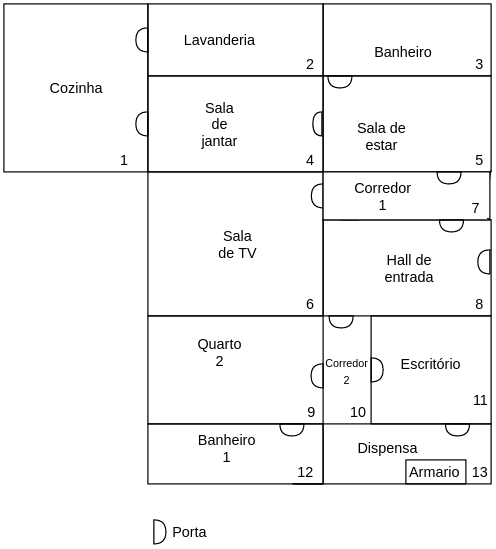 Lavanderia
2
Banheiro
3
Cozinha
1
Sala
de
jantar
4
Sala de
estar
5
Corredor
1
7
Sala
de TV
6
Hall de
entrada
8
Quarto
2
9
Corredor
2
10
Escritório
11
Banheiro
1
12
Dispensa
Armario
13
Porta